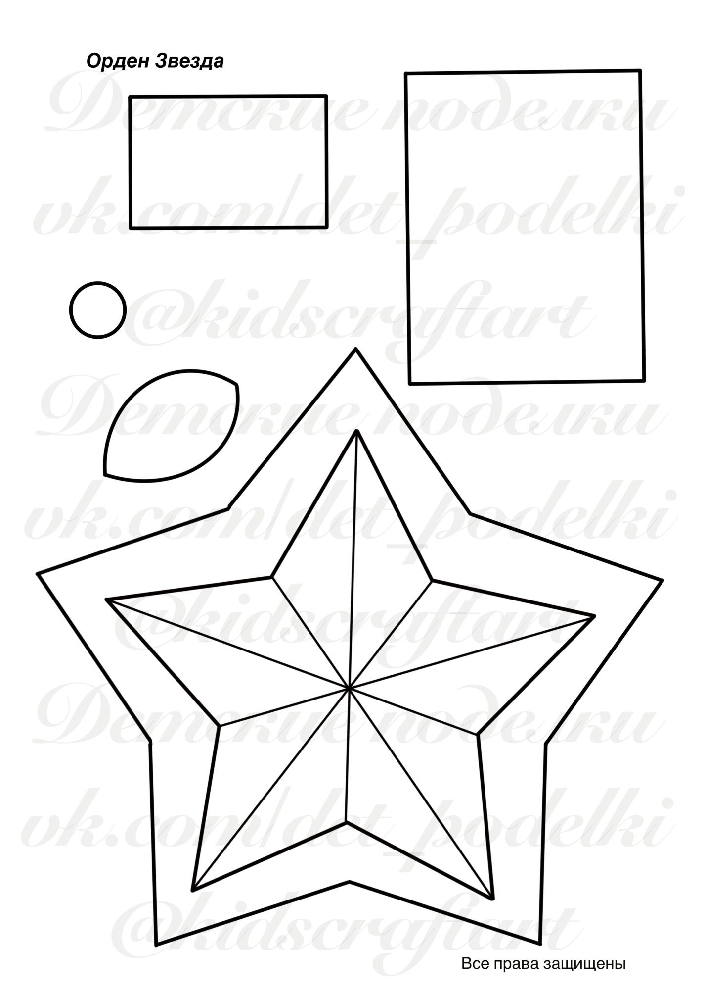 Орден Звезда
Детские поделки
vk.com/det_podelki
@kidscraftart
Детские поделки
vk.com/det_podelki
@kidscraftart
Детские поделки
vk.com/det_podelki
@kidscraftart
Все права защищены